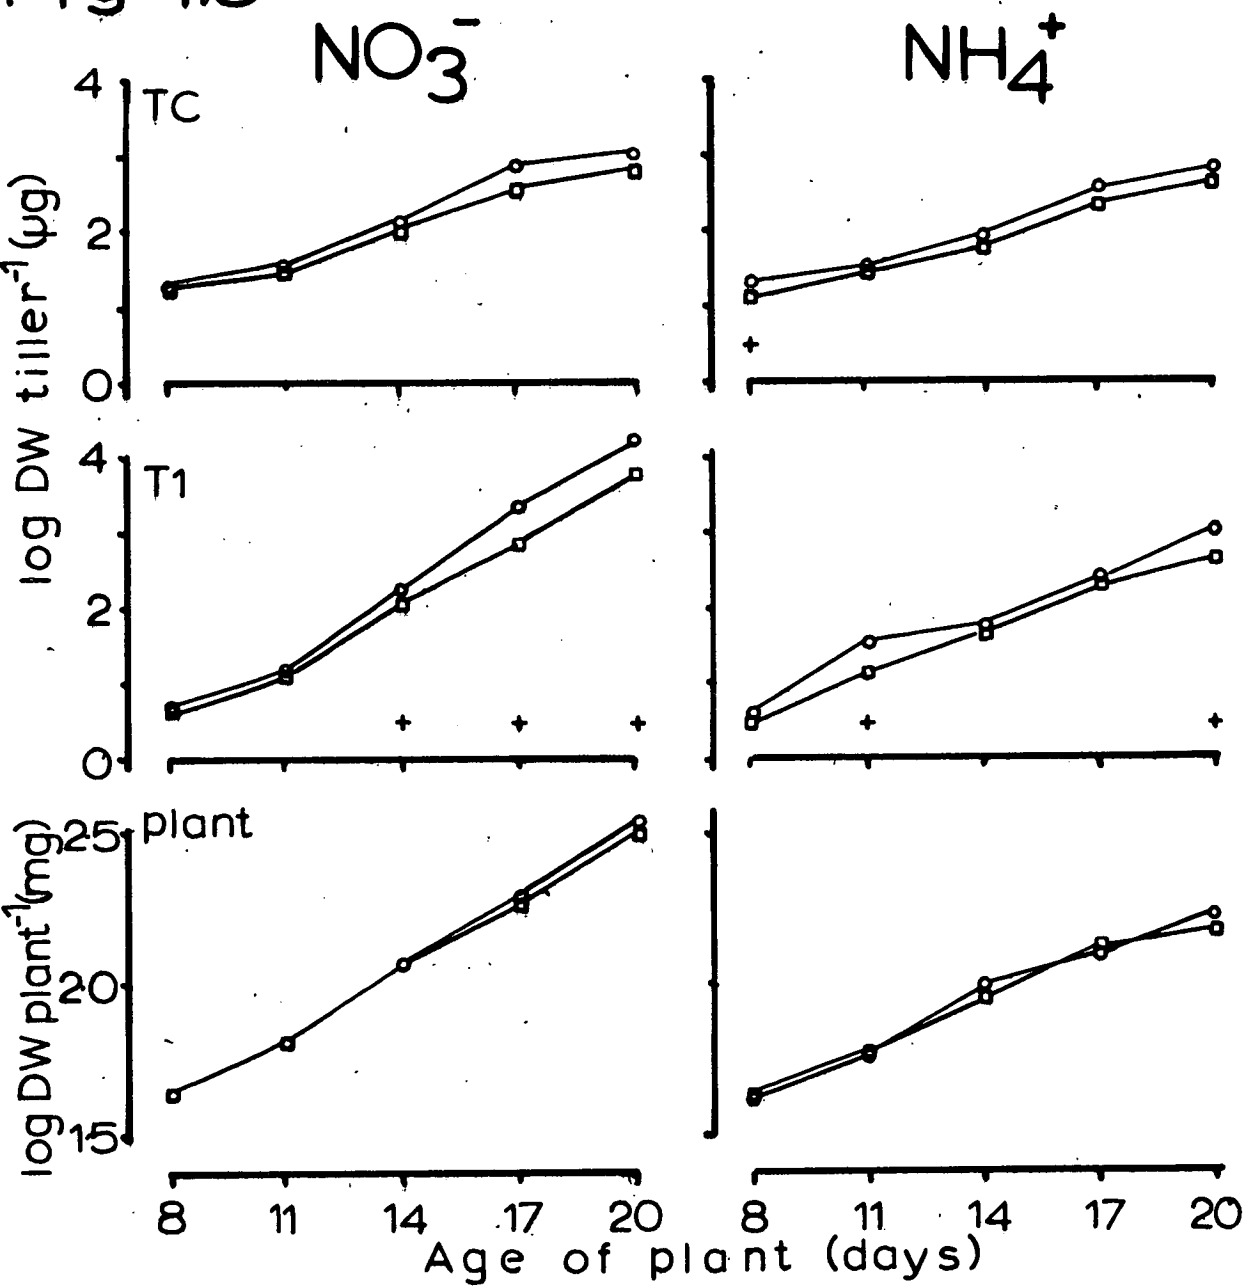 NO3- NH4+
4 TC
2
0
log DW tiller-1 (µg)
4 T1
2
0
log DW plant-1 (mg)
25 plant
20
15
8 11 14 17 20 8 11 14 17 20
Age of plant (days)